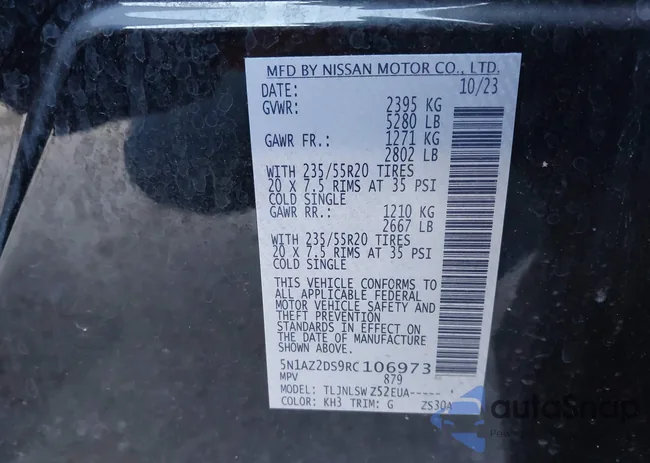 MFD BY NISSAN MOTOR CO., LTD.
DATE: 10/23
GVWR: 2395 KG
5280 LB
GAWR FR.: 1271 KG
2802 LB
WITH 235/55R20 TIRES
20 X 7.5 RIMS AT 35 PSI
COLD SINGLE
GAWR RR.: 1210 KG
2667 LB
WITH 235/55R20 TIRES
20 X 7.5 RIMS AT 35 PSI
COLD SINGLE
THIS VEHICLE CONFORMS TO
ALL APPLICABLE FEDERAL
MOTOR VEHICLE SAFETY AND
THEFT PREVENTION
STANDARDS IN EFFECT ON
THE DATE OF MANUFACTURE
SHOWN ABOVE.
5N1AZ2DS9RC106973
MPV 879
MODEL: TLJNLSW Z52EUA-----
COLOR: KH3 TRIM: G ZS30A
autoSnap